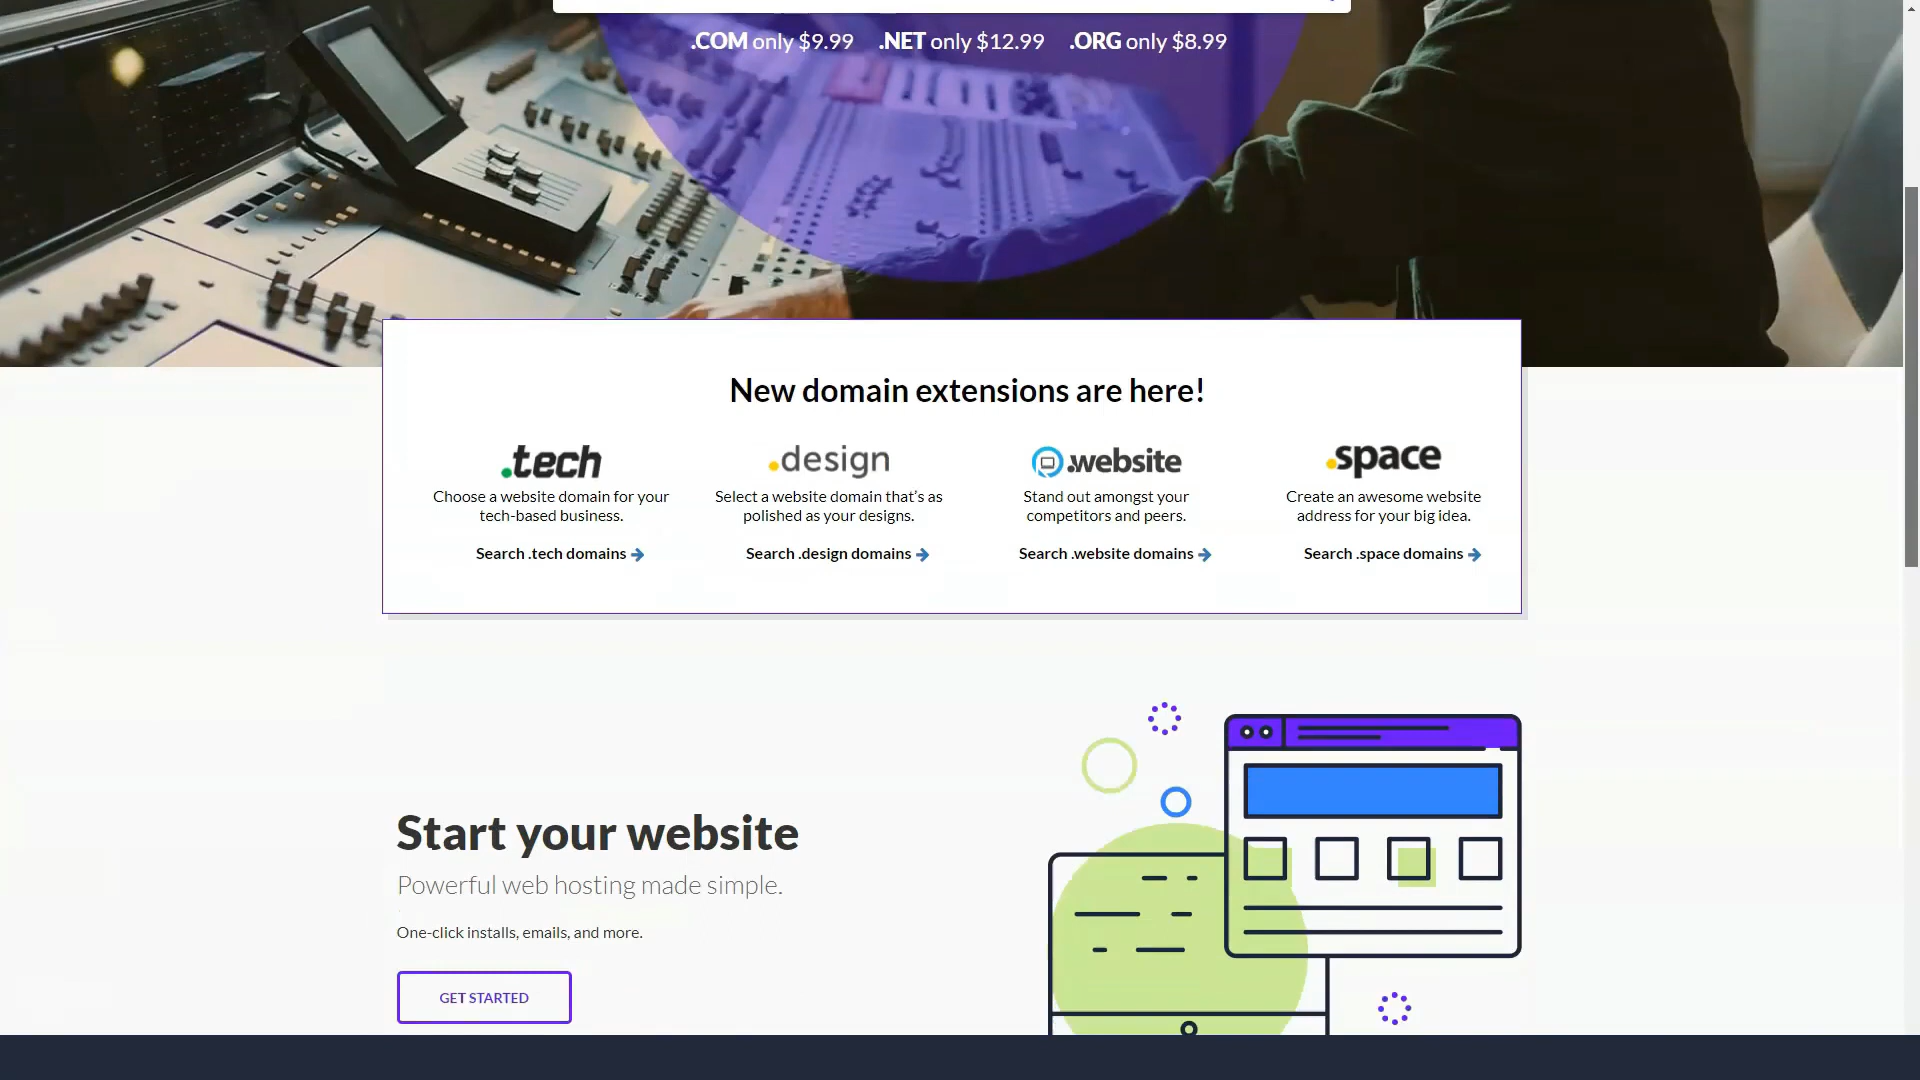 .COM only $9.99 .NET only $12.99 .ORG only $8.99
New domain extensions are here!
.tech
Choose a website domain for your
tech-based business.
Search .tech domains
.design
Select a website domain that’s as
polished as your designs.
Search .design domains
.website
Stand out amongst your
competitors and peers.
Search .website domains
.space
Create an awesome website
address for your big idea.
Search .space domains
Start your website
Powerful web hosting made simple.
One-click installs, emails, and more.
GET STARTED